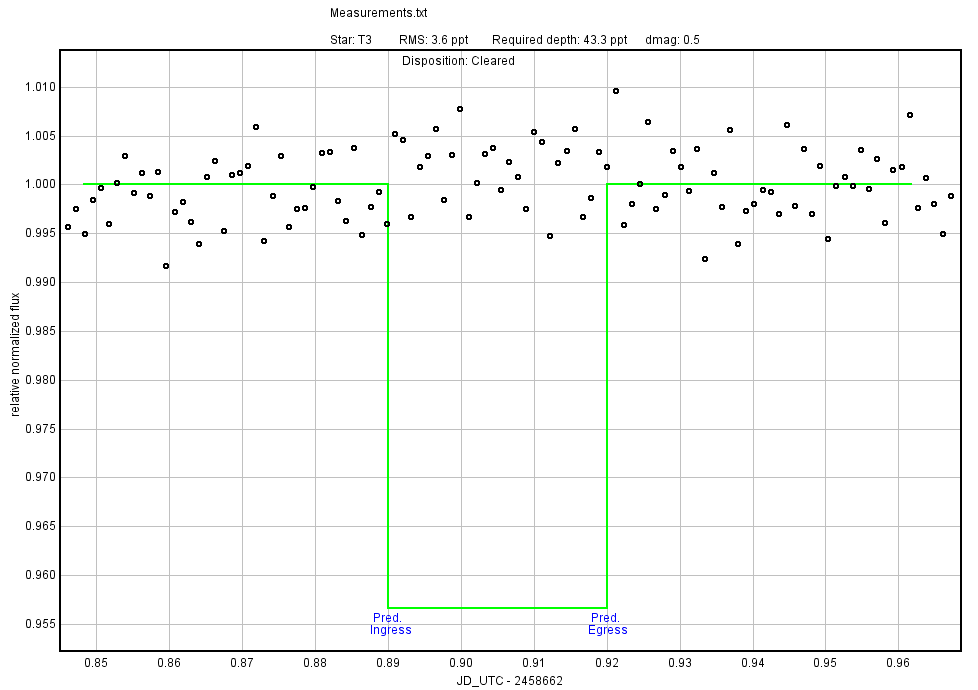 Measurements.txt
Star: T3 RMS: 3.6 ppt Required depth: 43.3 ppt dmag: 0.5
Disposition: Cleared
1.010
1.005
1.000
0.995
0.990
0.985
0.980
0.975
0.970
0.965
0.960
0.955
relative normalized flux
Pred.
Ingress
Pred.
Egress
0.85 0.86 0.87 0.88 0.89 0.90 0.91 0.92 0.93 0.94 0.95 0.96
JD_UTC - 2458662